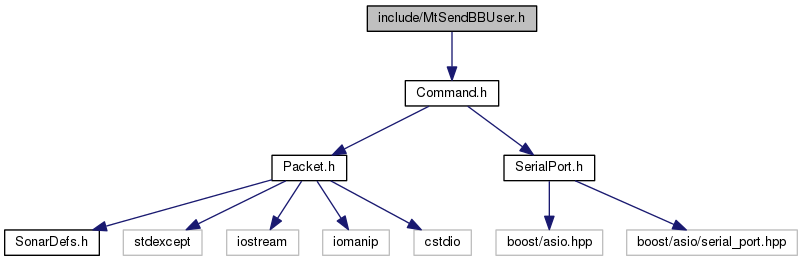 include/MtSendBBUser.h
Command.h
Packet.h
SerialPort.h
SonarDefs.h
stdexcept
iostream
iomanip
cstdio
boost/asio.hpp
boost/asio/serial_port.hpp